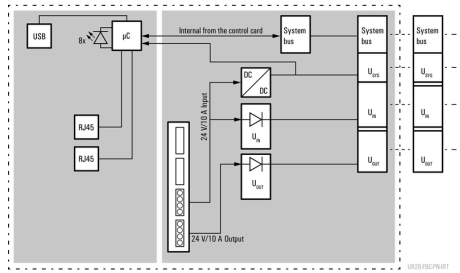 USB
8x
µC
Internal from the control card
System
bus
System
bus
System
bus
DC
DC
U SYS
U SYS
24 V/10 A Input
U IN
U IN
U IN
RJ45
RJ45
U OUT
U OUT
U OUT
24 V/10 A Output
UR20-FBC-PN-IRT